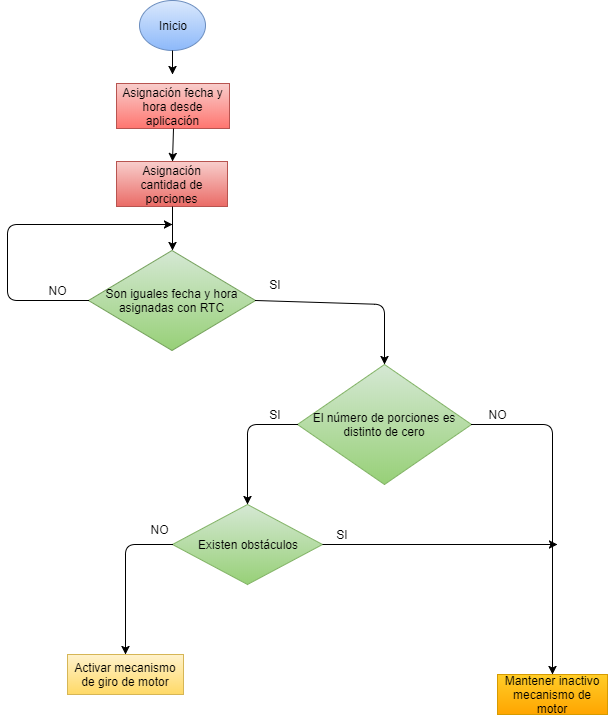 Inicio
Asignación fecha y
hora desde
aplicación
Asignación
cantidad de
porciones
NO
Son iguales fecha y hora
asignadas con RTC
SI
SI
El número de porciones es
distinto de cero
NO
NO
Existen obstáculos
SI
Activar mecanismo
de giro de motor
Mantener inactivo
mecanismo de
motor